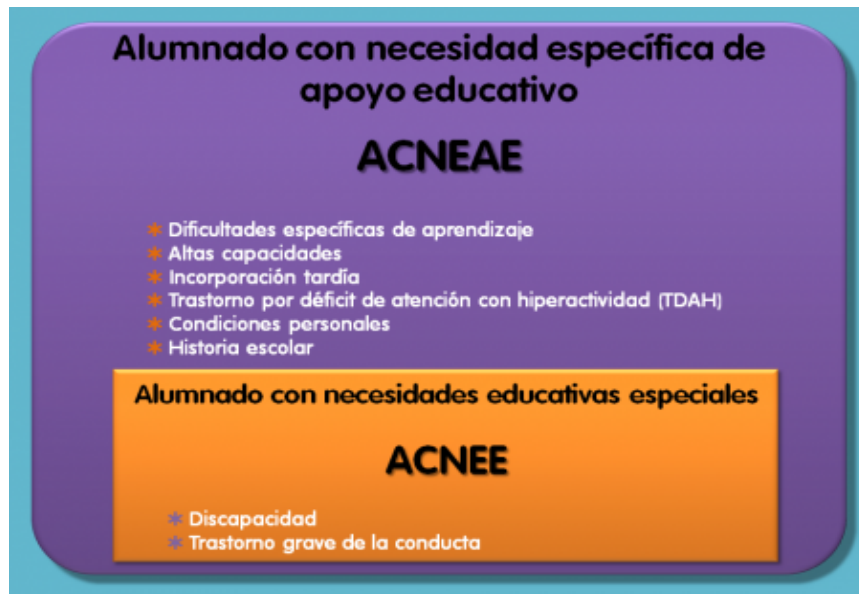 Alumnado con necesidad específica de
apoyo educativo
ACNEAE
* Dificultades específicas de aprendizaje
* Altas capacidades
* Incorporación tardía
* Trastorno por déficit de atención con hiperactividad (TDAH)
* Condiciones personales
* Historia escolar
Alumnado con necesidades educativas especiales
ACNEE
* Discapacidad
* Trastorno grave de la conducta